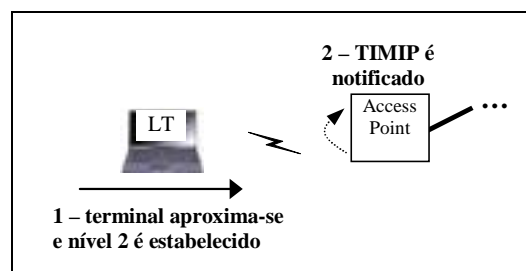 2 – TIMIP é
notificado
Access
Point
...
LT
1 – terminal aproxima-se
e nível 2 é estabelecido